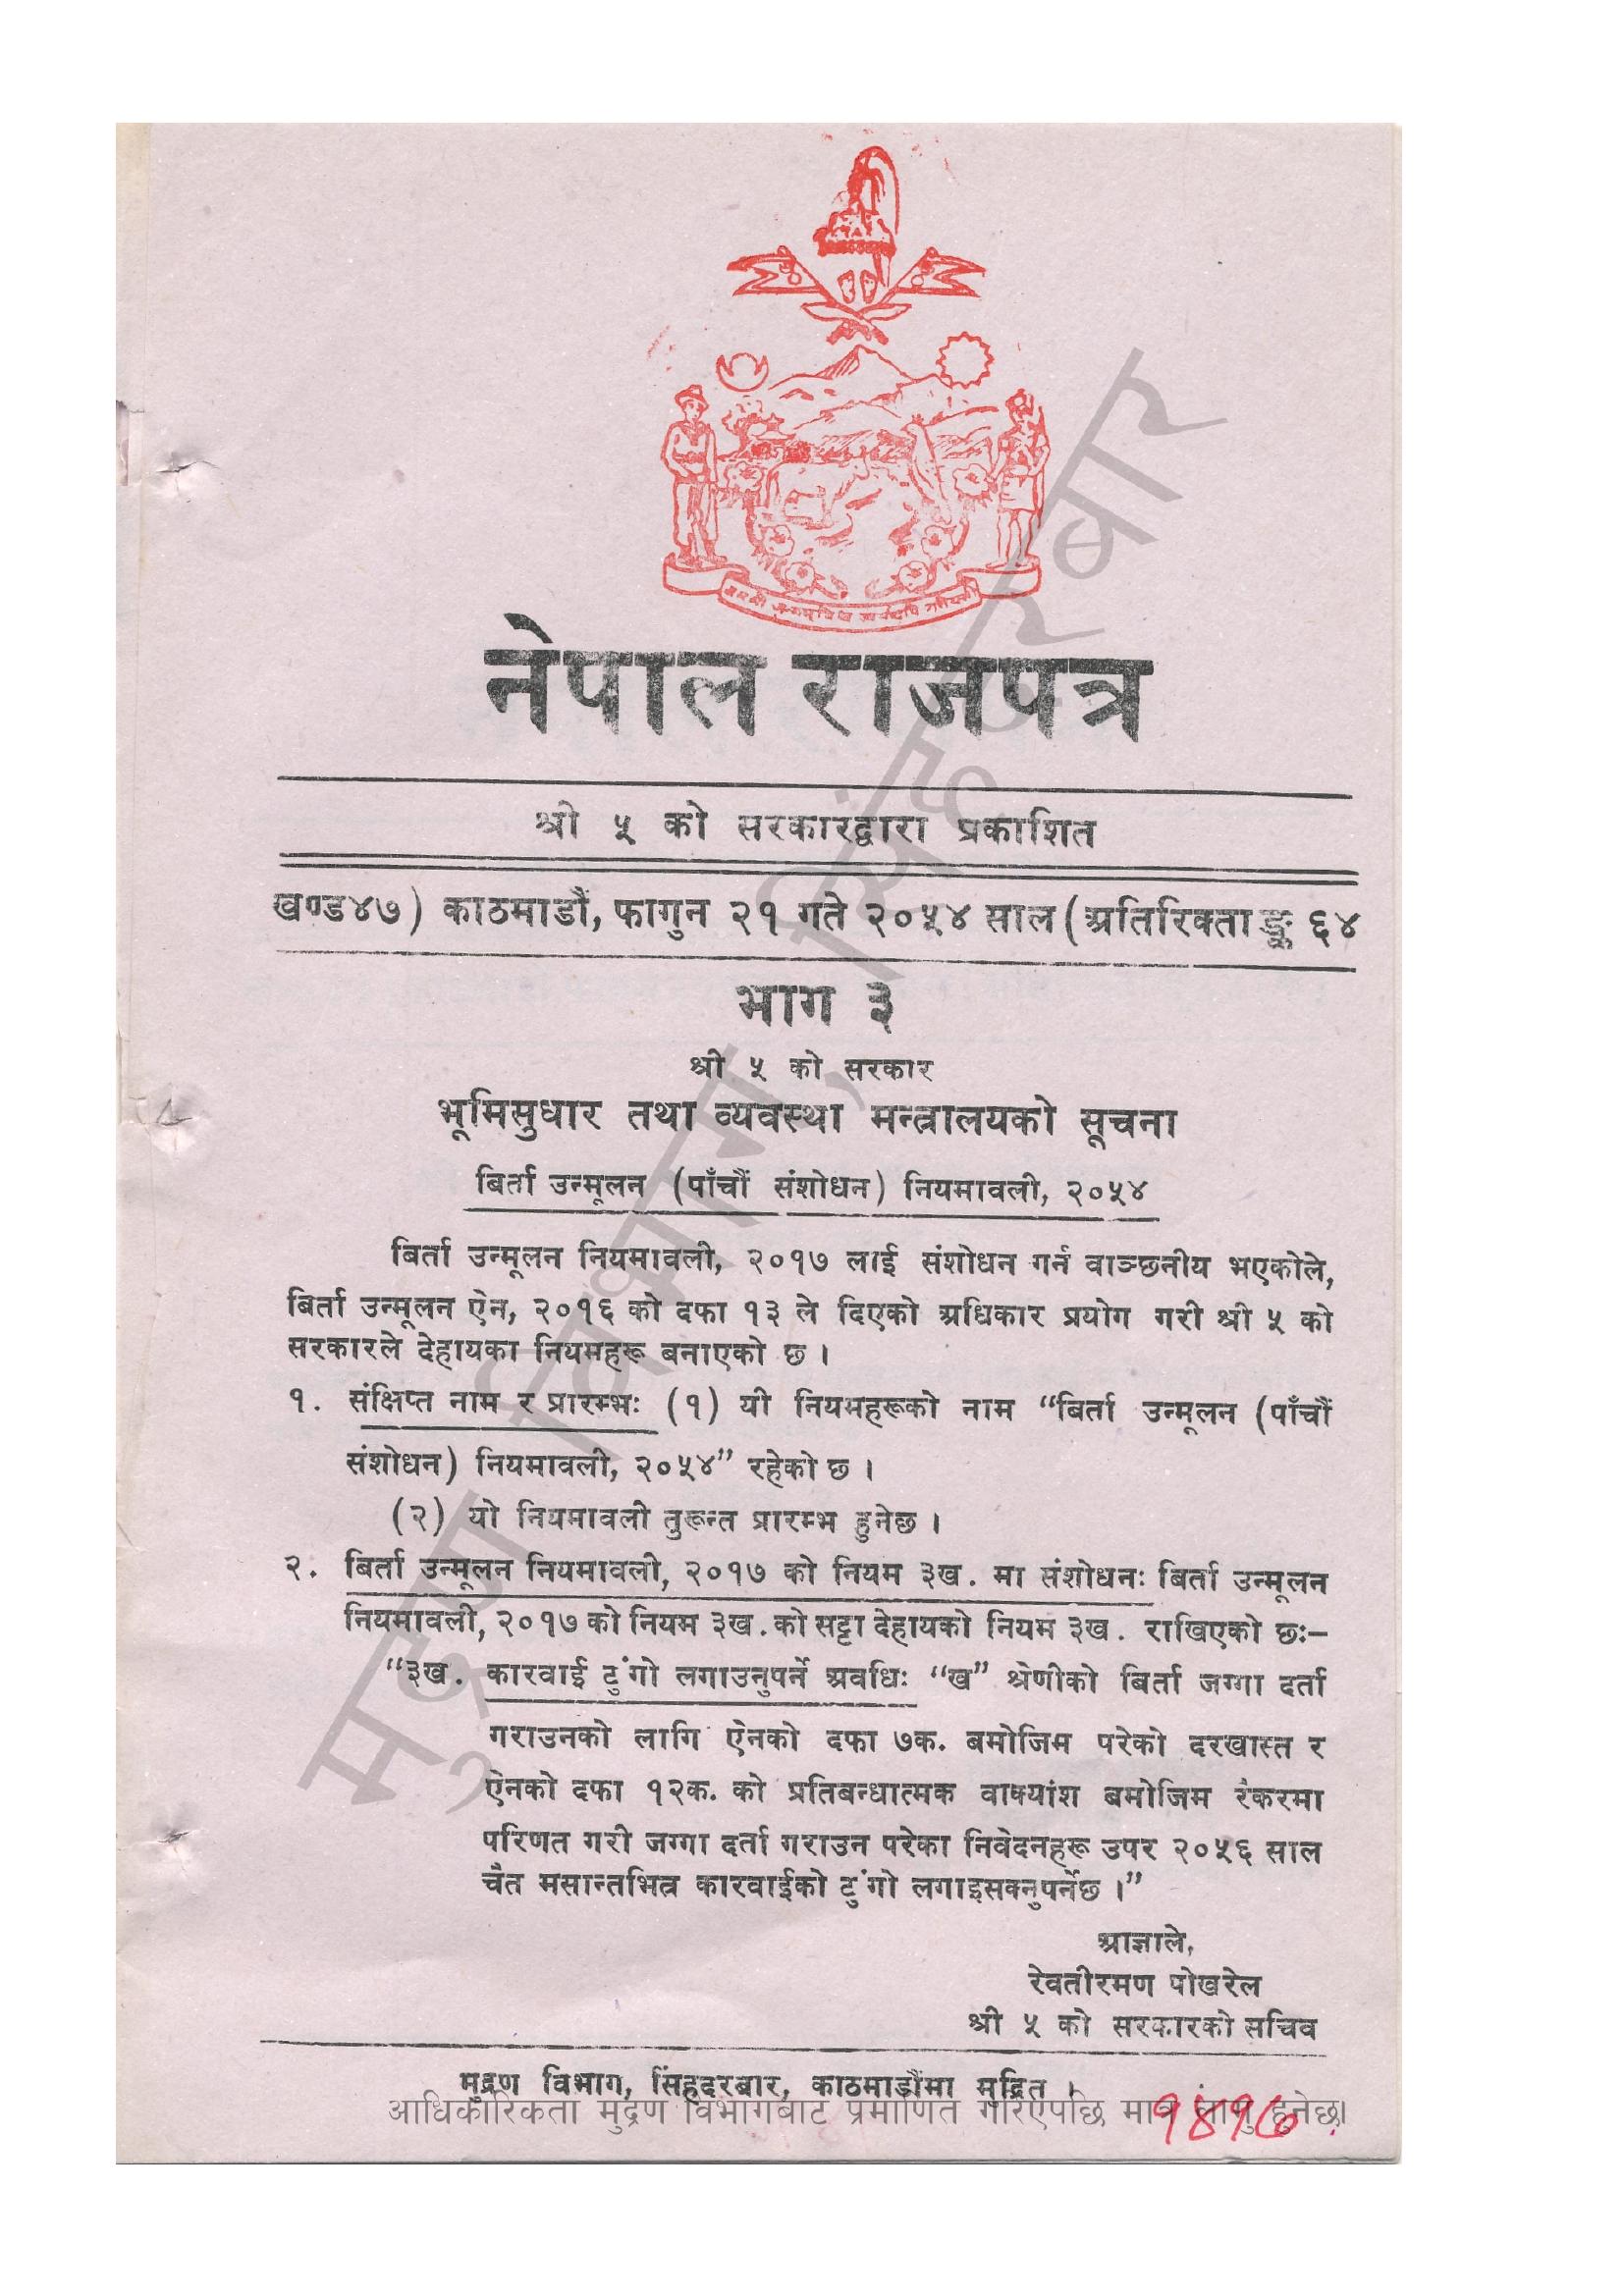 नेपाल राजपत्र
श्री ५ को सरकारद्वारा प्रकाशित
खण्ड४७) काठमाडौं, फागुन २१ गते २०५४ साल (अतिरिक्ताङ्क ६४
भाग ३
श्री ५ को सरकार
भूमिसुधार तथा व्यवस्था मन्त्रालयको सूचना
बिर्ता उन्मूलन (पाँचौं संशोधन) नियमावली, २०५४
बिर्ता उन्मूलन नियमावली, २०१७ लाई संशोधन गर्न वाञ्छनीय भएकोले,
बिर्ता उन्मूलन ऐन, २०१६ को दफा १३ ले दिएको अधिकार प्रयोग गरी श्री ५ को
सरकारले देहायका नियमहरू बनाएको छ ।
१. संक्षिप्त नाम र प्रारम्भः (१) यी नियमहरूको नाम “बिर्ता उन्मूलन (पाँचौं
संशोधन) नियमावली, २०५४” रहेको छ ।
(२) यो नियमावली तुरून्त प्रारम्भ हुनेछ ।
२. बिर्ता उन्मूलन नियमावली, २०१७ को नियम ३ख. मा संशोधनः बिर्ता उन्मूलन
नियमावली, २०१७ को नियम ३ख. को सट्टा देहायको नियम ३ख. राखिएको छः–
“३ख. कारवाई टुंगो लगाउनुपर्ने अवधिः “ख” श्रेणीको बिर्ता जग्गा दर्ता
गराउनको लागि ऐनको दफा ७क. बमोजिम परेको दरखास्त र
ऐनको दफा १२क. को प्रतिबन्धात्मक वाक्यांश बमोजिम रैकरमा
परिणत गरी जग्गा दर्ता गराउन परेका निवेदनहरू उपर २०५६ साल
चैत मसान्तभित्र कारवाईको टुंगो लगाइसक्नुपर्नेछ ।”
आज्ञाले,
रेवतीरमण पोखरेल
श्री ५ को सरकारको सचिव
मुद्रण विभाग, सिंहदरबार, काठमाडौंमा मुद्रित ।
आधिकारिकता मुद्रण विभागबाट प्रमाणित गरिएपछि मात्र लागु हुनेछ।
मुद्रण विभाग, सिंहदरबार